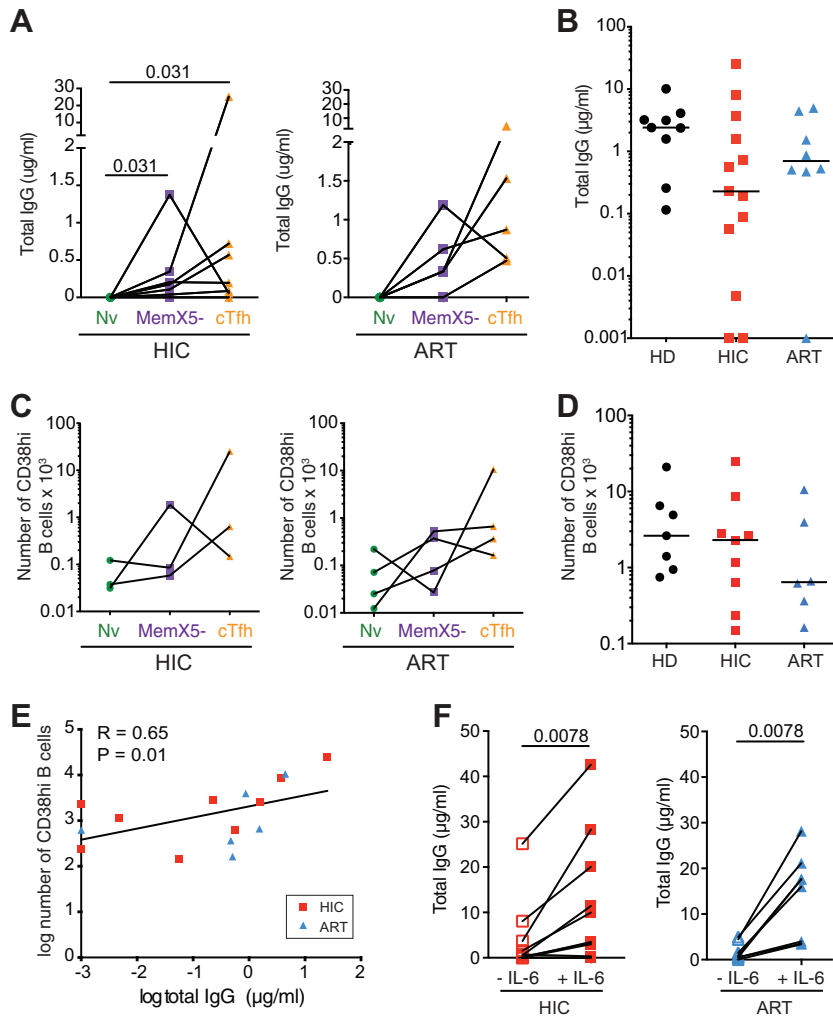 A
0.031
0.031
Total IgG (ug/ml)
30
20
10
2
1.5
1
0.5
0
Nv MemX5- cTfh
HIC
Total IgG (ug/ml)
30
20
10
2
1.5
1
0.5
0
Nv MemX5- cTfh
ART
B
Total IgG (µg/ml)
100
10
1
0.1
0.01
0.001
HD HIC ART
C
Number of CD38hi
B cells x 10³
100
10
1
0.1
0.01
Nv MemX5- cTfh
HIC
Number of CD38hi
B cells x 10³
100
10
1
0.1
0.01
Nv MemX5- cTfh
ART
D
Number of CD38hi
B cells x 10³
100
10
1
0.1
HD HIC ART
E
R = 0.65
P = 0.01
log number of CD38hi B cells
5
4
3
2
1
0
-3 -2 -1 0 1 2
log total IgG (µg/ml)
HIC
ART
F
0.0078
Total IgG (µg/ml)
50
40
30
20
10
0
- IL-6 + IL-6
HIC
0.0078
Total IgG (µg/ml)
50
40
30
20
10
0
- IL-6 + IL-6
ART